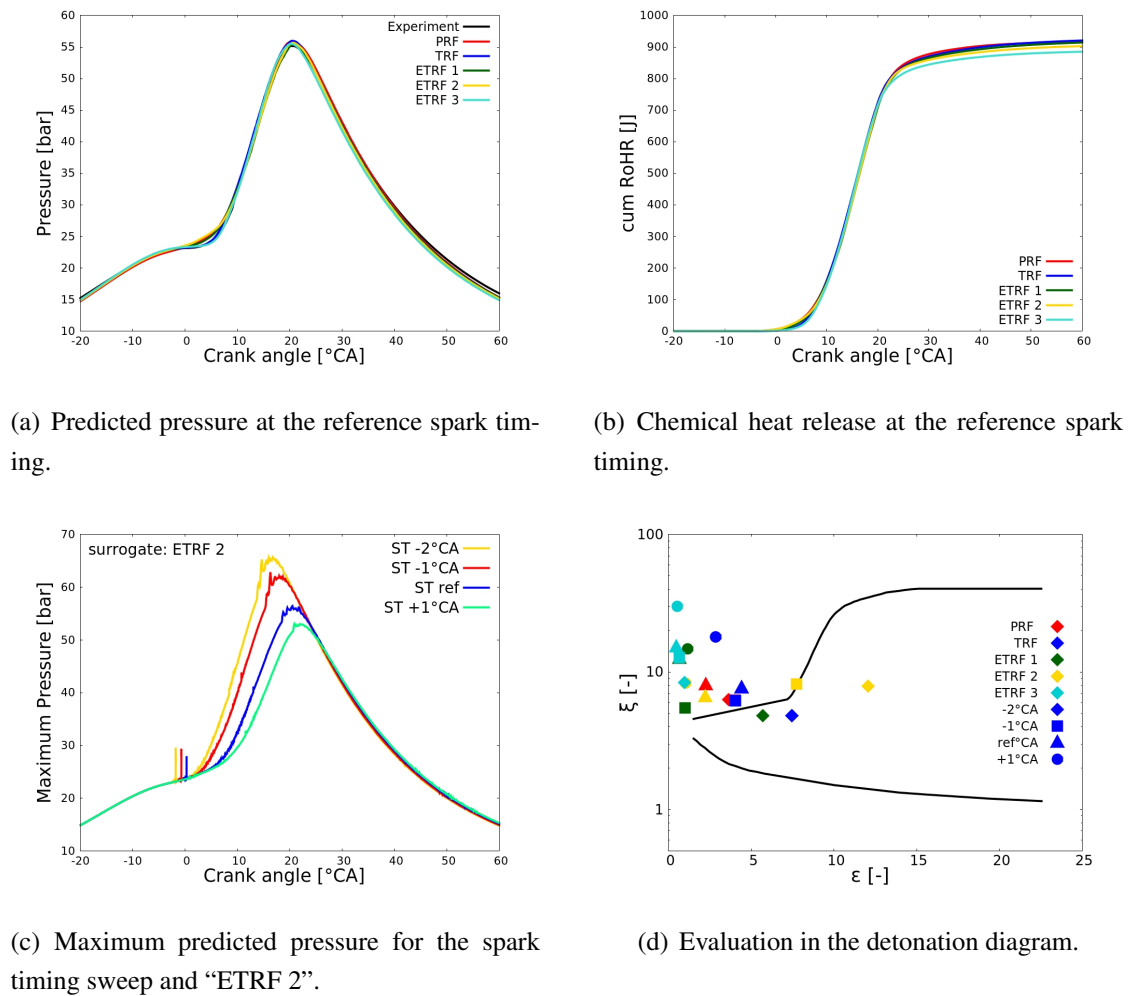 60
55
50
45
40
35
30
25
20
15
10
Pressure [bar]
-20
-10
0
10
20
30
40
50
60
Crank angle [°CA]
Experiment
PRF
TRF
ETRF 1
ETRF 2
ETRF 3
(a) Predicted pressure at the reference spark tim-
ing.
1000
900
800
700
600
500
400
300
200
100
0
cum RoHR [J]
-20
-10
0
10
20
30
40
50
60
Crank angle [°CA]
PRF
TRF
ETRF 1
ETRF 2
ETRF 3
(b) Chemical heat release at the reference spark
timing.
70
60
50
40
30
20
10
Maximum Pressure [bar]
-20
-10
0
10
20
30
40
50
60
Crank angle [°CA]
surrogate: ETRF 2
ST -2°CA
ST -1°CA
ST ref
ST +1°CA
(c) Maximum predicted pressure for the spark
timing sweep and “ETRF 2”.
100
10
1
ξ [-]
0
5
10
15
20
25
ε [-]
PRF
TRF
ETRF 1
ETRF 2
ETRF 3
-2°CA
-1°CA
ref°CA
+1°CA
(d) Evaluation in the detonation diagram.